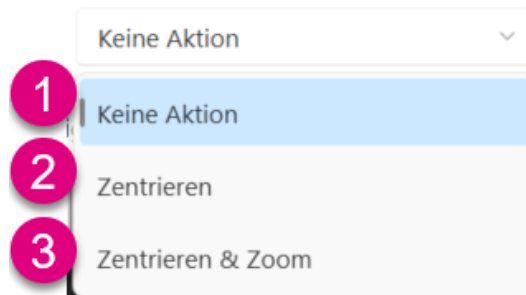 Keine Aktion
1 Keine Aktion
2 Zentrieren
3 Zentrieren & Zoom